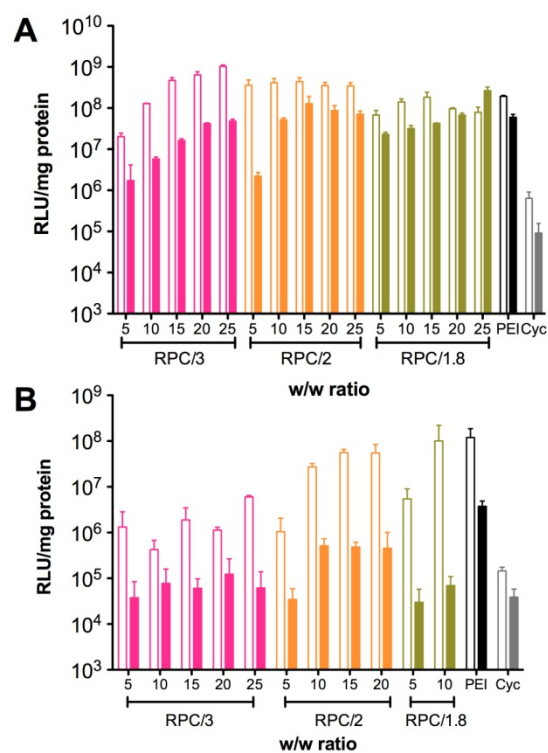 A
RLU/mg protein
10¹⁰
10⁹
10⁸
10⁷
10⁶
10⁵
10⁴
10³
5 10 15 20 25 5 10 15 20 25 5 10 15 20 25 PEI Cyc
RPC/3 RPC/2 RPC/1.8
w/w ratio
B
RLU/mg protein
10⁹
10⁸
10⁷
10⁶
10⁵
10⁴
10³
5 10 15 20 25 5 10 15 20 5 10 PEI Cyc
RPC/3 RPC/2 RPC/1.8
w/w ratio